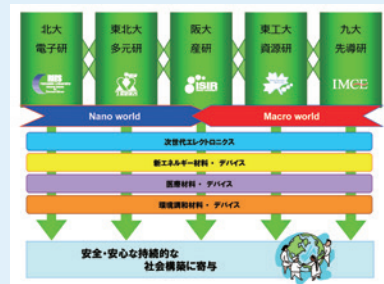 北大
電子研
東北大
多元研
阪大
産研
東工大
資源研
九大
先導研
ISIR
IMCE
Nano world
Macro world
次世代エレクトロニクス
新エネルギー材料・デバイス
医療材料・デバイス
環境調和材料・デバイス
安全・安心な持続的な
社会構築に寄与